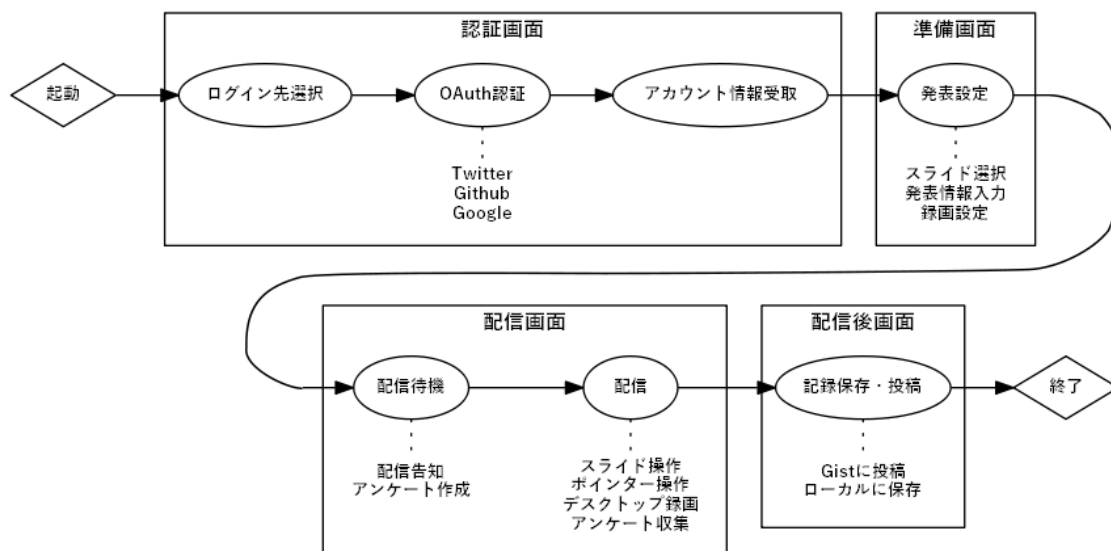 認証画面
準備画面
起動
ログイン先選択
OAuth認証
アカウント情報受取
発表設定
Twitter
Github
Google
スライド選択
発表情報入力
録画設定
配信画面
配信後画面
配信待機
配信
記録保存・投稿
終了
配信告知
アンケート作成
スライド操作
ポインター操作
デスクトップ録画
アンケート収集
Gistに投稿
ローカルに保存